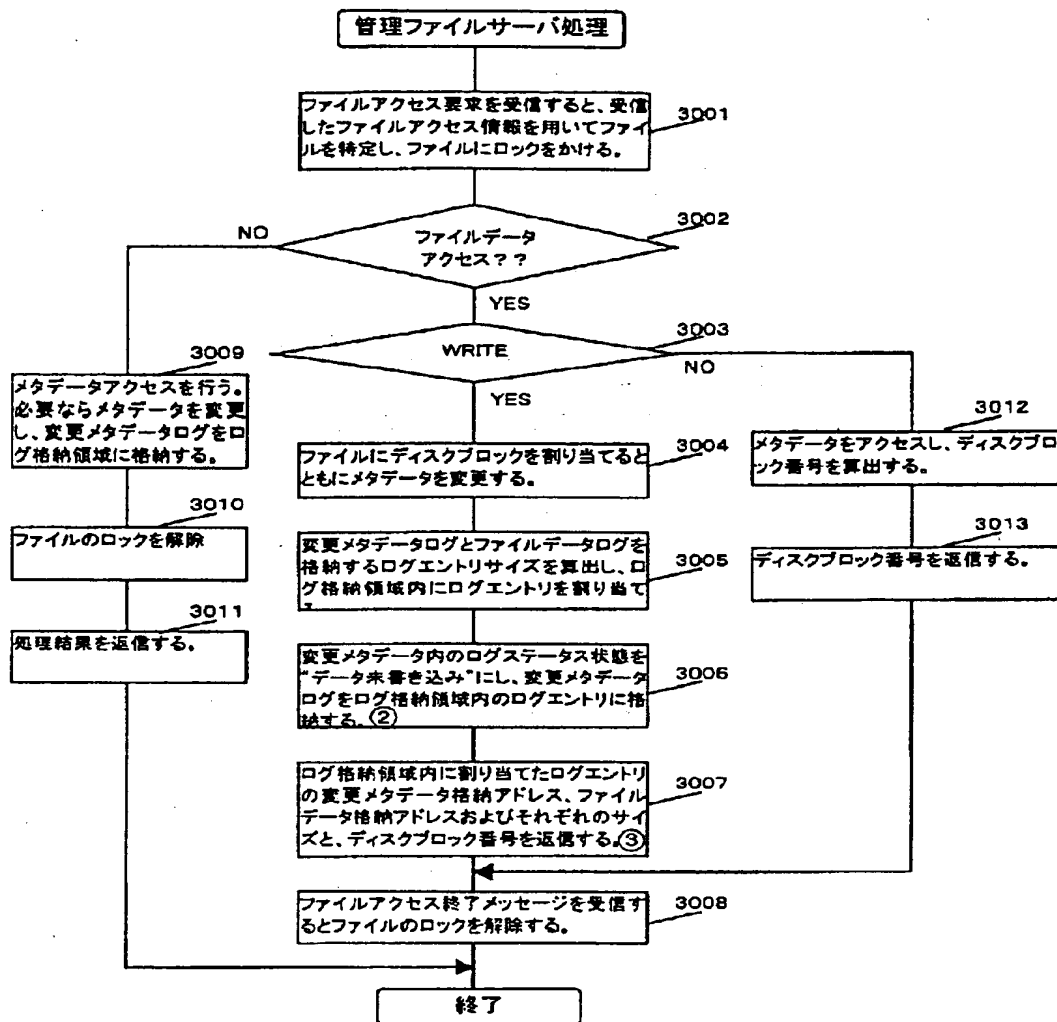 管理ファイルサーバ処理
ファイルアクセス要求を受信すると、受信
したファイルアクセス情報を用いてファイ
ルを特定し、ファイルにロックをかける。
3001
3002
ファイルデータ
アクセス??
NO
YES
3003
WRITE
NO
YES
3009
メタデータアクセスを行う。
必要ならメタデータを変更
し、変更メタデータログをロ
グ格納領域に格納する。
3010
ファイルのロックを解除
3011
処理結果を返信する。
ファイルにディスクブロックを割り当てると
ともにメタデータを変更する。
3004
変更メタデータログとファイルデータログを
格納するログエントリサイズを算出し、ロ
グ格納領域内にログエントリを割り当て
3005
変更メタデータ内のログステータス状態を
"データ未書き込み"にし、変更メタデータ
ログをログ格納領域内のログエントリに格
納する。②
3006
ログ格納領域内に割り当てたログエントリ
の変更メタデータ格納アドレス、ファイル
データ格納アドレスおよびそれぞれのサイ
ズと、ディスクブロック番号を返信する。③
3007
3012
メタデータをアクセスし、ディスクブロ
ック番号を算出する。
3013
ディスクブロック番号を返信する。
ファイルアクセス終了メッセージを受信す
るとファイルのロックを解除する。
3008
終了